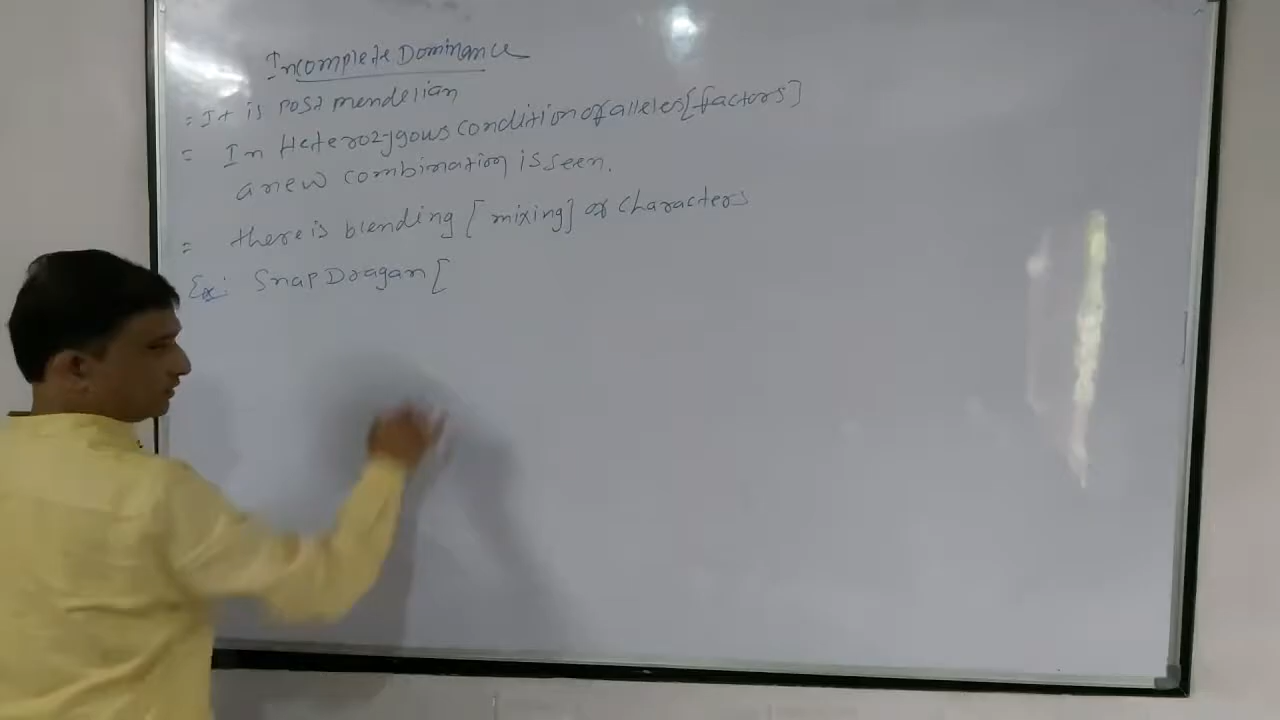 Incomplete Dominance
= It is post mendelian
= In Heterozygous condition of alleles [factors]
a new combination is seen.
= there is blending [mixing] of characters
Ex: Snap Dragan [